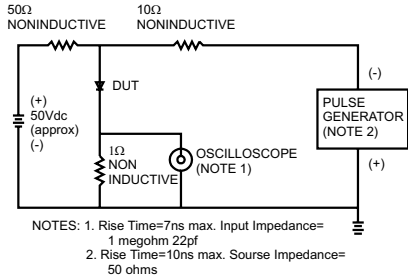 50Ω
NONINDUCTIVE
10Ω
NONINDUCTIVE
DUT
(+)
50Vdc
(approx)
(-)
1Ω
NON
INDUCTIVE
OSCILLOSCOPE
(NOTE 1)
(-)
PULSE
GENERATOR
(NOTE 2)
(+)
NOTES: 1. Rise Time=7ns max. Input Impedance=
1 megohm 22pf
2. Rise Time=10ns max. Sourse Impedance=
50 ohms